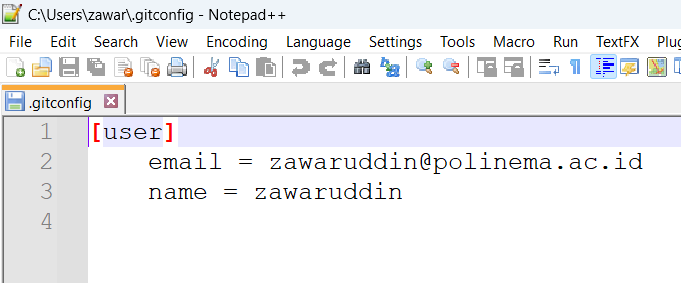 C:\Users\zawar\.gitconfig - Notepad++
File Edit Search View Encoding Language Settings Tools Macro Run TextFX Plug
.gitconfig
1 [user]
2 email = zawaruddin@polinema.ac.id
3 name = zawaruddin
4